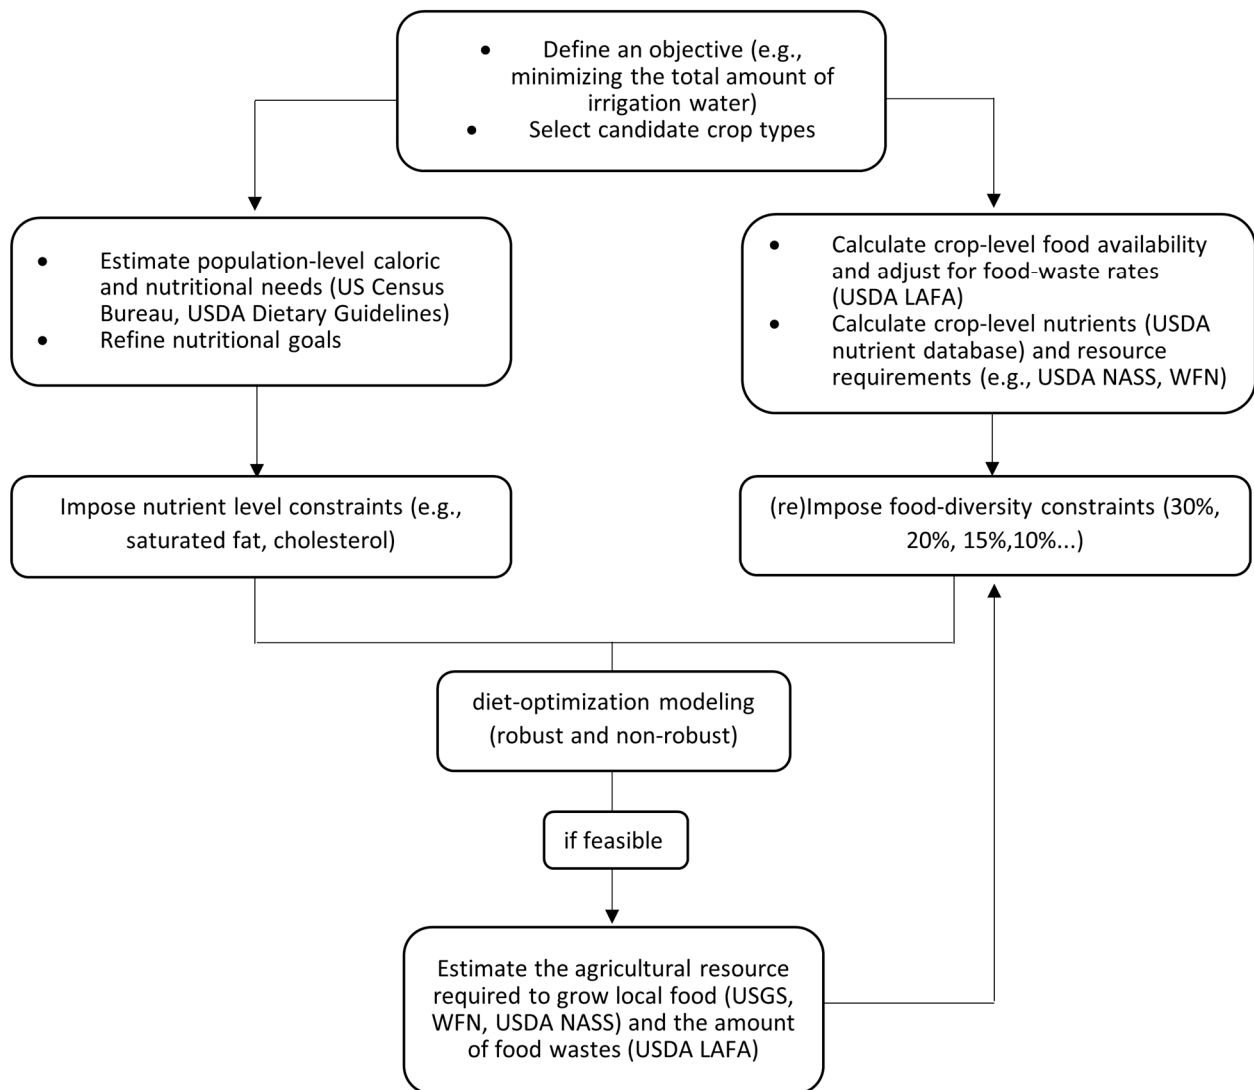 • Define an objective (e.g.,
minimizing the total amount of
irrigation water)
• Select candidate crop types
• Estimate population-level caloric
and nutritional needs (US Census
Bureau, USDA Dietary Guidelines)
• Refine nutritional goals
• Calculate crop-level food availability
and adjust for food-waste rates
(USDA LAFA)
• Calculate crop-level nutrients (USDA
nutrient database) and resource
requirements (e.g., USDA NASS, WFN)
Impose nutrient level constraints (e.g.,
saturated fat, cholesterol)
(re)Impose food-diversity constraints (30%,
20%, 15%,10%...)
diet-optimization modeling
(robust and non-robust)
if feasible
Estimate the agricultural resource
required to grow local food (USGS,
WFN, USDA NASS) and the amount
of food wastes (USDA LAFA)